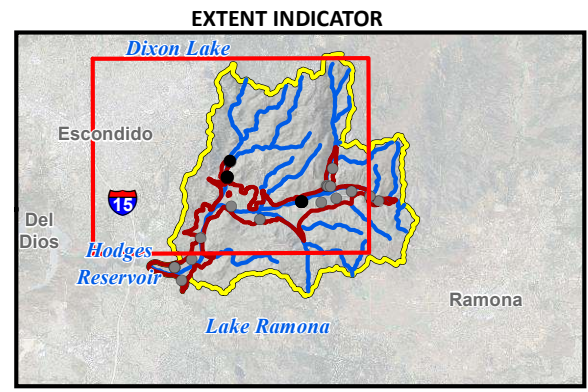 EXTENT INDICATOR
Dixon Lake
Escondido
15
Del
Dios
Hodges
Reservoir
Ramona
Lake Ramona